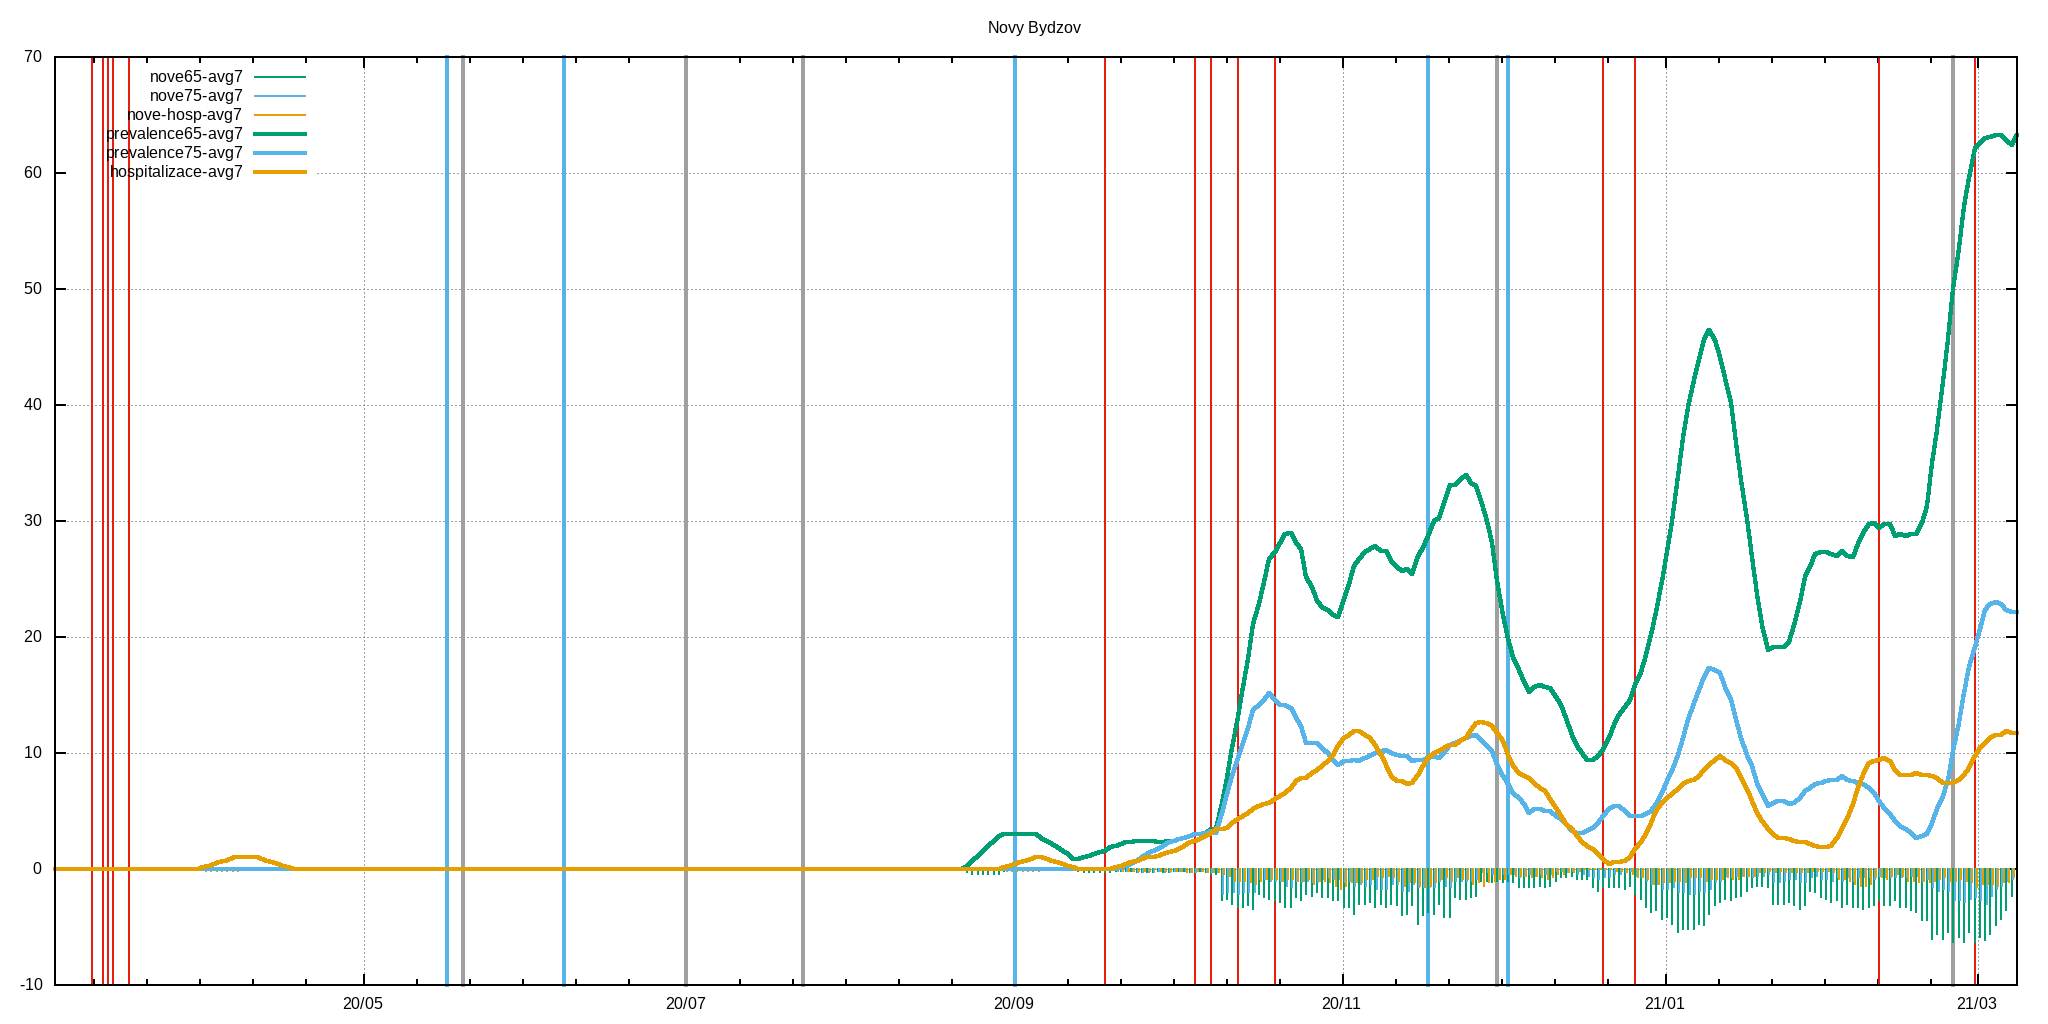 Novy Bydzov
70
60
50
40
30
20
10
0
-10
nove65-avg7
nove75-avg7
nove-hosp-avg7
prevalence65-avg7
prevalence75-avg7
hospitalizace-avg7
20/05
20/07
20/09
20/11
21/01
21/03